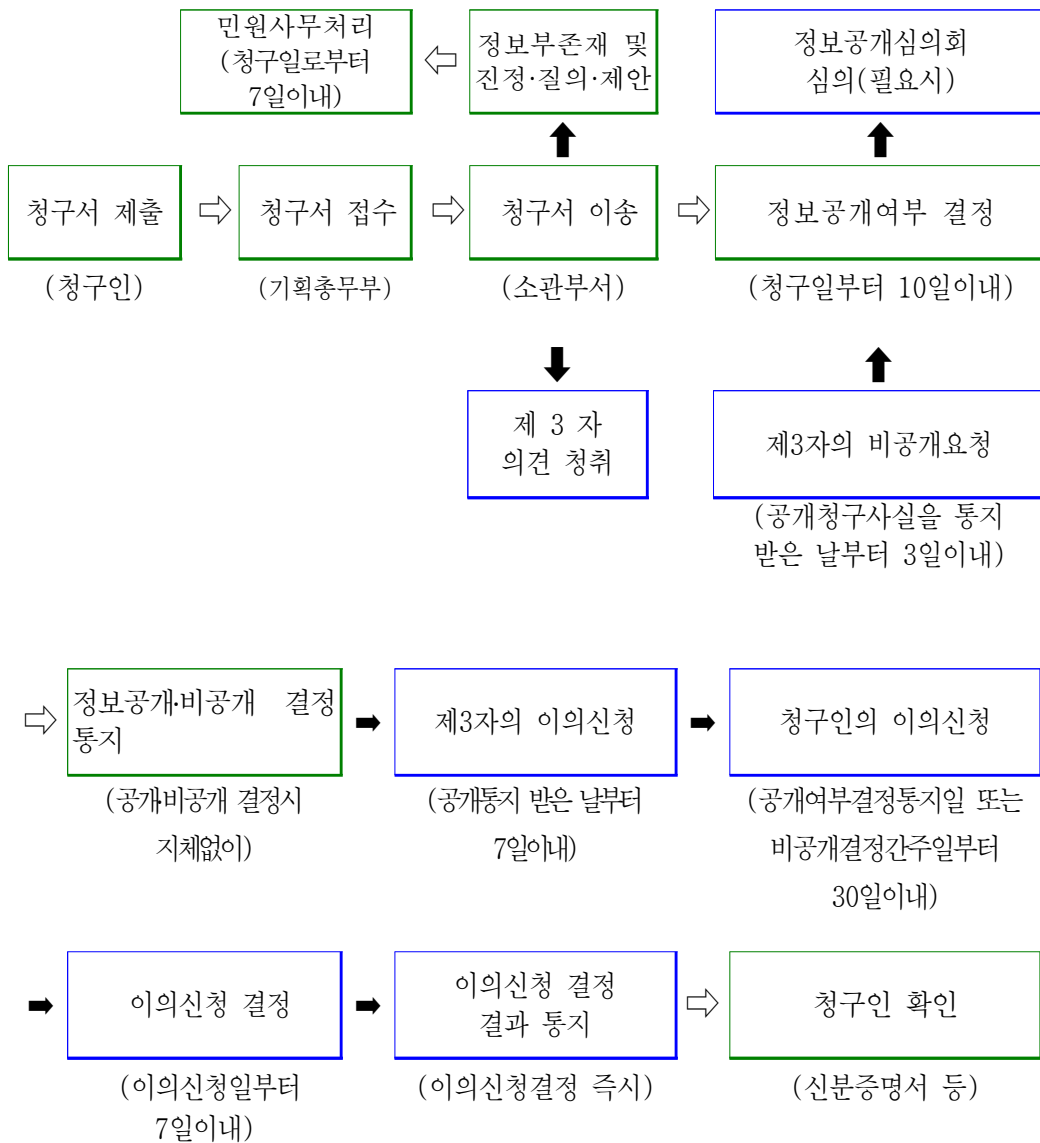 민원사무처리
(청구일로부터
7일이내)
⇦
정보부존재 및
진정·질의·제안
정보공개심의회
심의(필요시)
청구서 제출
⇨
청구서 접수
⇨
청구서 이송
⇨
정보공개여부 결정
(청구인)
(기획총무부)
(소관부서)
(청구일부터 10일이내)
제 3 자
의견 청취
제3자의 비공개요청
(공개청구사실을 통지
받은 날부터 3일이내)
⇨
정보공개·비공개 결정
통지
제3자의 이의신청
청구인의 이의신청
(공개·비공개 결정시
지체없이)
(공개통지 받은 날부터
7일이내)
(공개여부결정통지일 또는
비공개결정간주일부터
30일이내)
이의신청 결정
이의신청 결정
결과 통지
⇨
청구인 확인
(이의신청일부터
7일이내)
(이의신청결정 즉시)
(신분증명서 등)